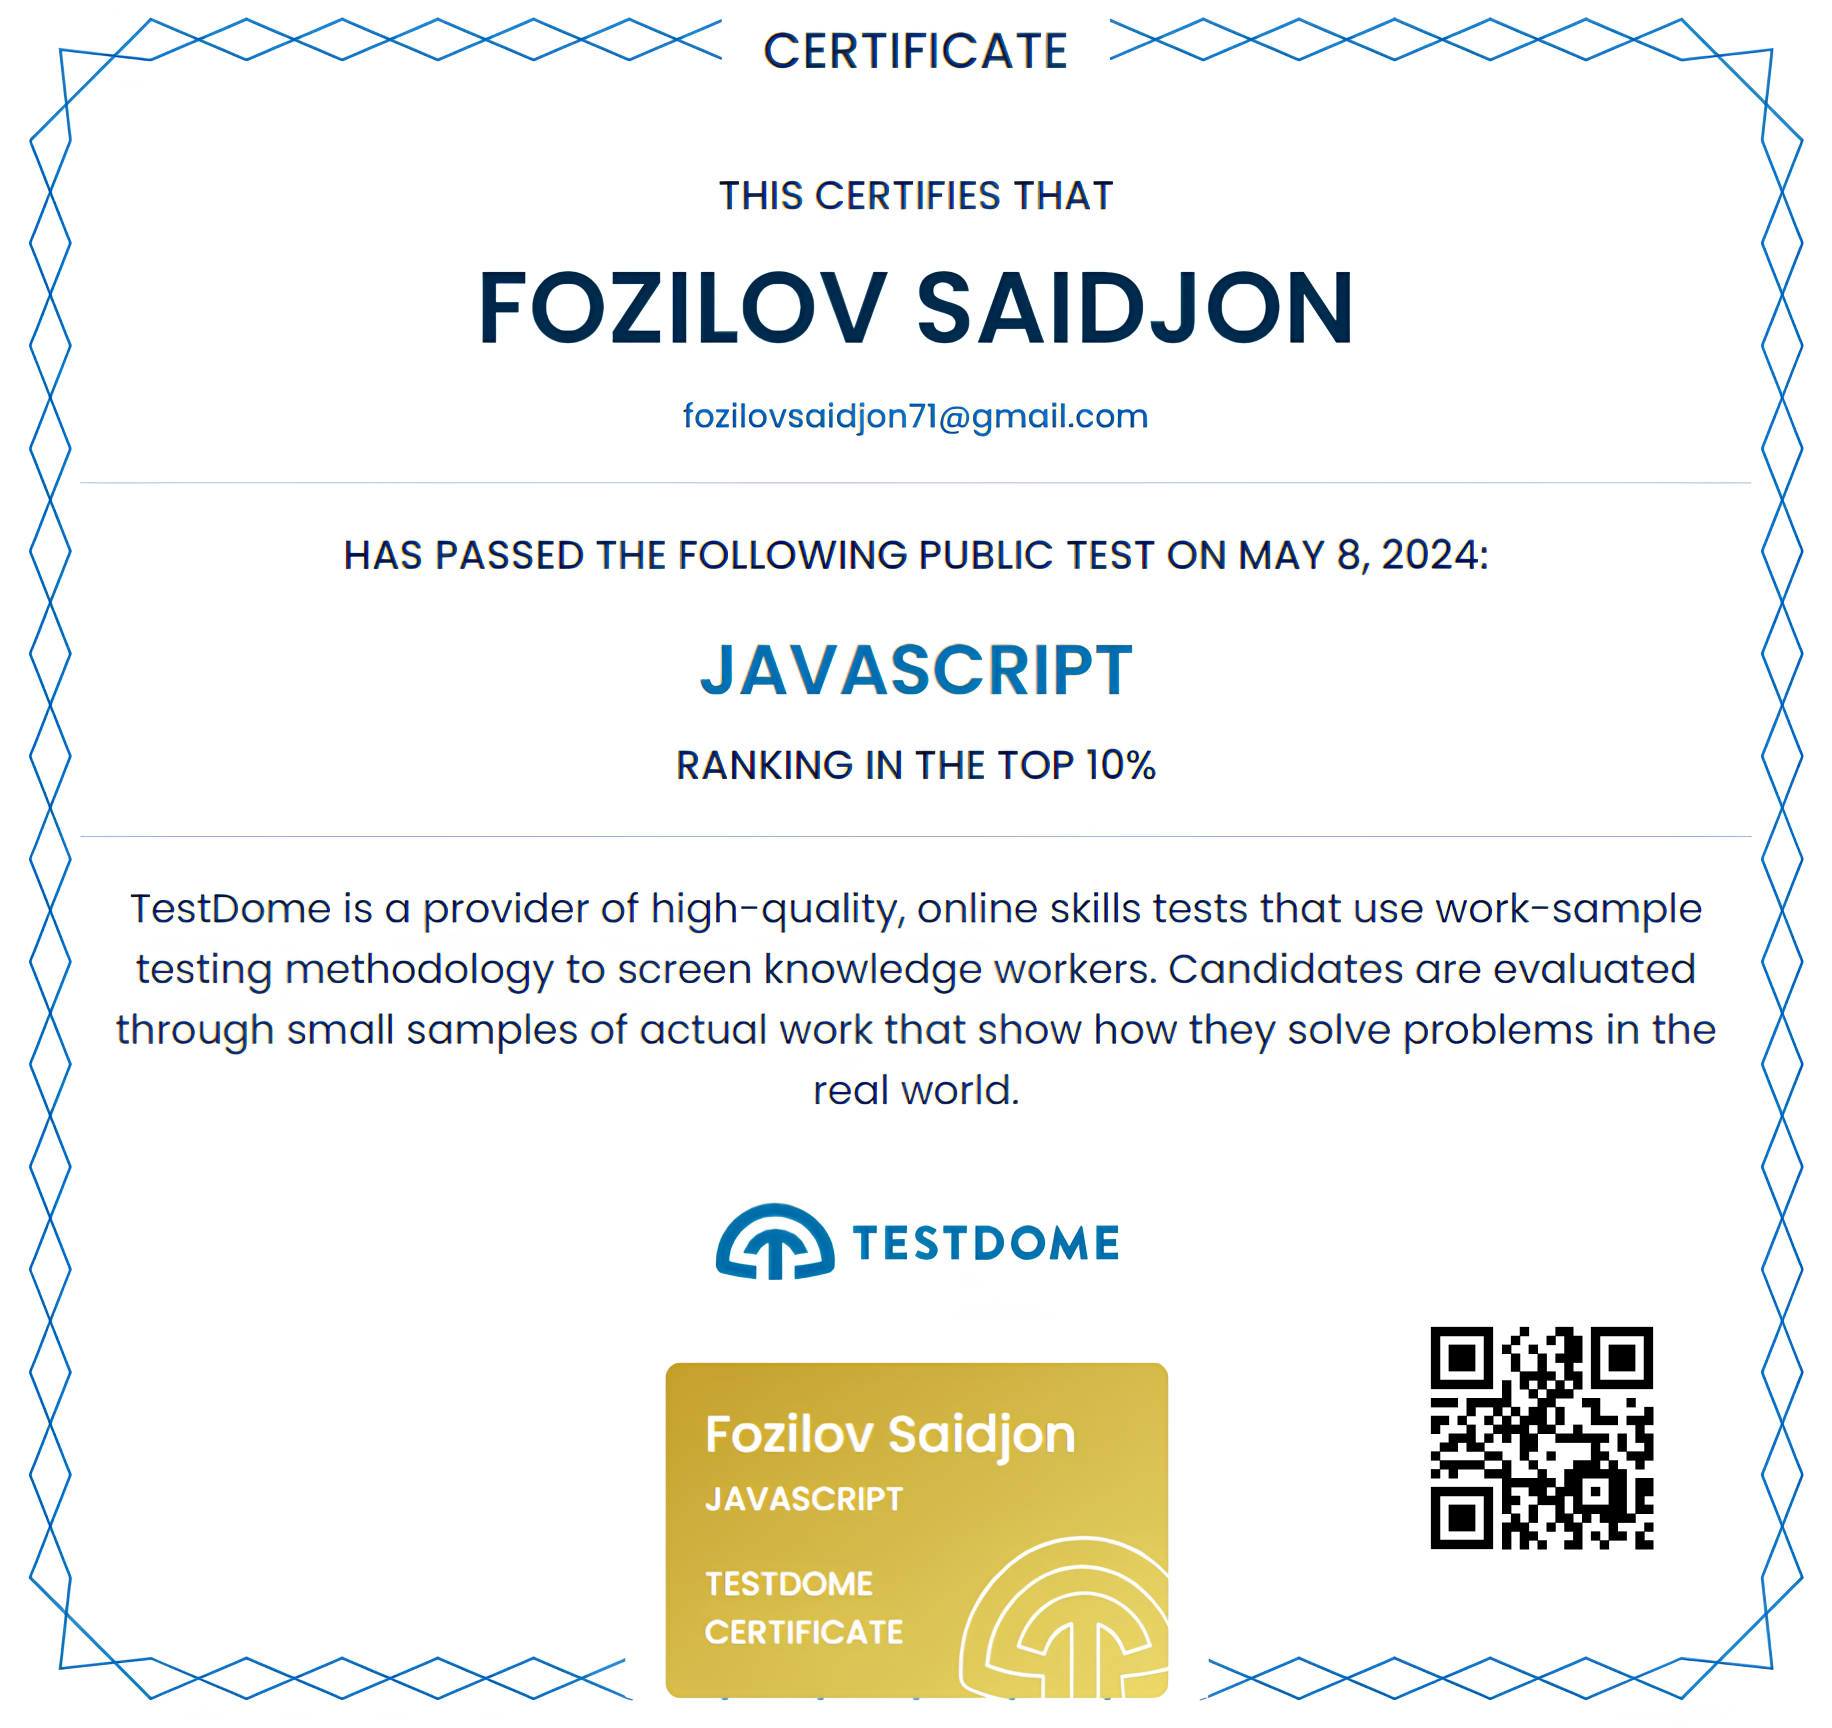 CERTIFICATE
THIS CERTIFIES THAT
FOZILOV SAIDJON
fozilovsaidjon71@gmail.com
HAS PASSED THE FOLLOWING PUBLIC TEST ON MAY 8, 2024:
JAVASCRIPT
RANKING IN THE TOP 10%
TestDome is a provider of high-quality, online skills tests that use work-sample
testing methodology to screen knowledge workers. Candidates are evaluated
through small samples of actual work that show how they solve problems in the
real world.
TESTDOME
Fozilov Saidjon
JAVASCRIPT
TESTDOME
CERTIFICATE